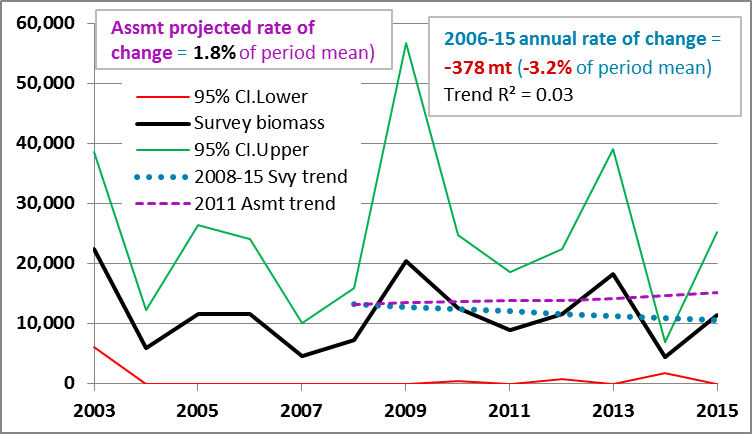 60,000
50,000
40,000
30,000
20,000
10,000
0
Assmt projected rate of
change = 1.8% of period mean)
2006-15 annual rate of change =
-378 mt (-3.2% of period mean)
Trend R² = 0.03
95% CI.Lower
Survey biomass
95% CI.Upper
2008-15 Svy trend
2011 Asmt trend
2003 2005 2007 2009 2011 2013 2015